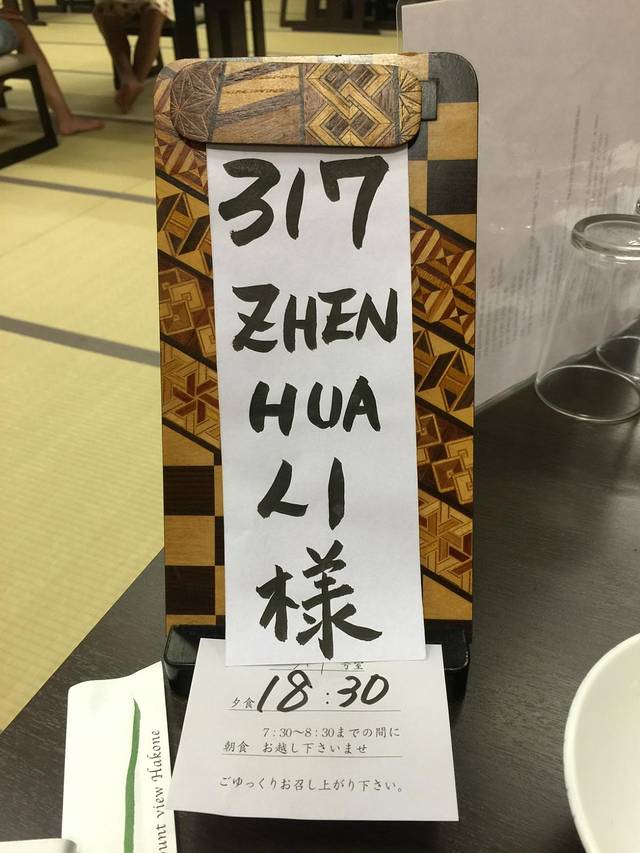 317
ZHEN
HUA
LI
様
号室
夕食 18:30
7:30～8:30までの間に
朝食 お越し下さいませ
ごゆっくりお召し上がり下さい。
unt view Hakone